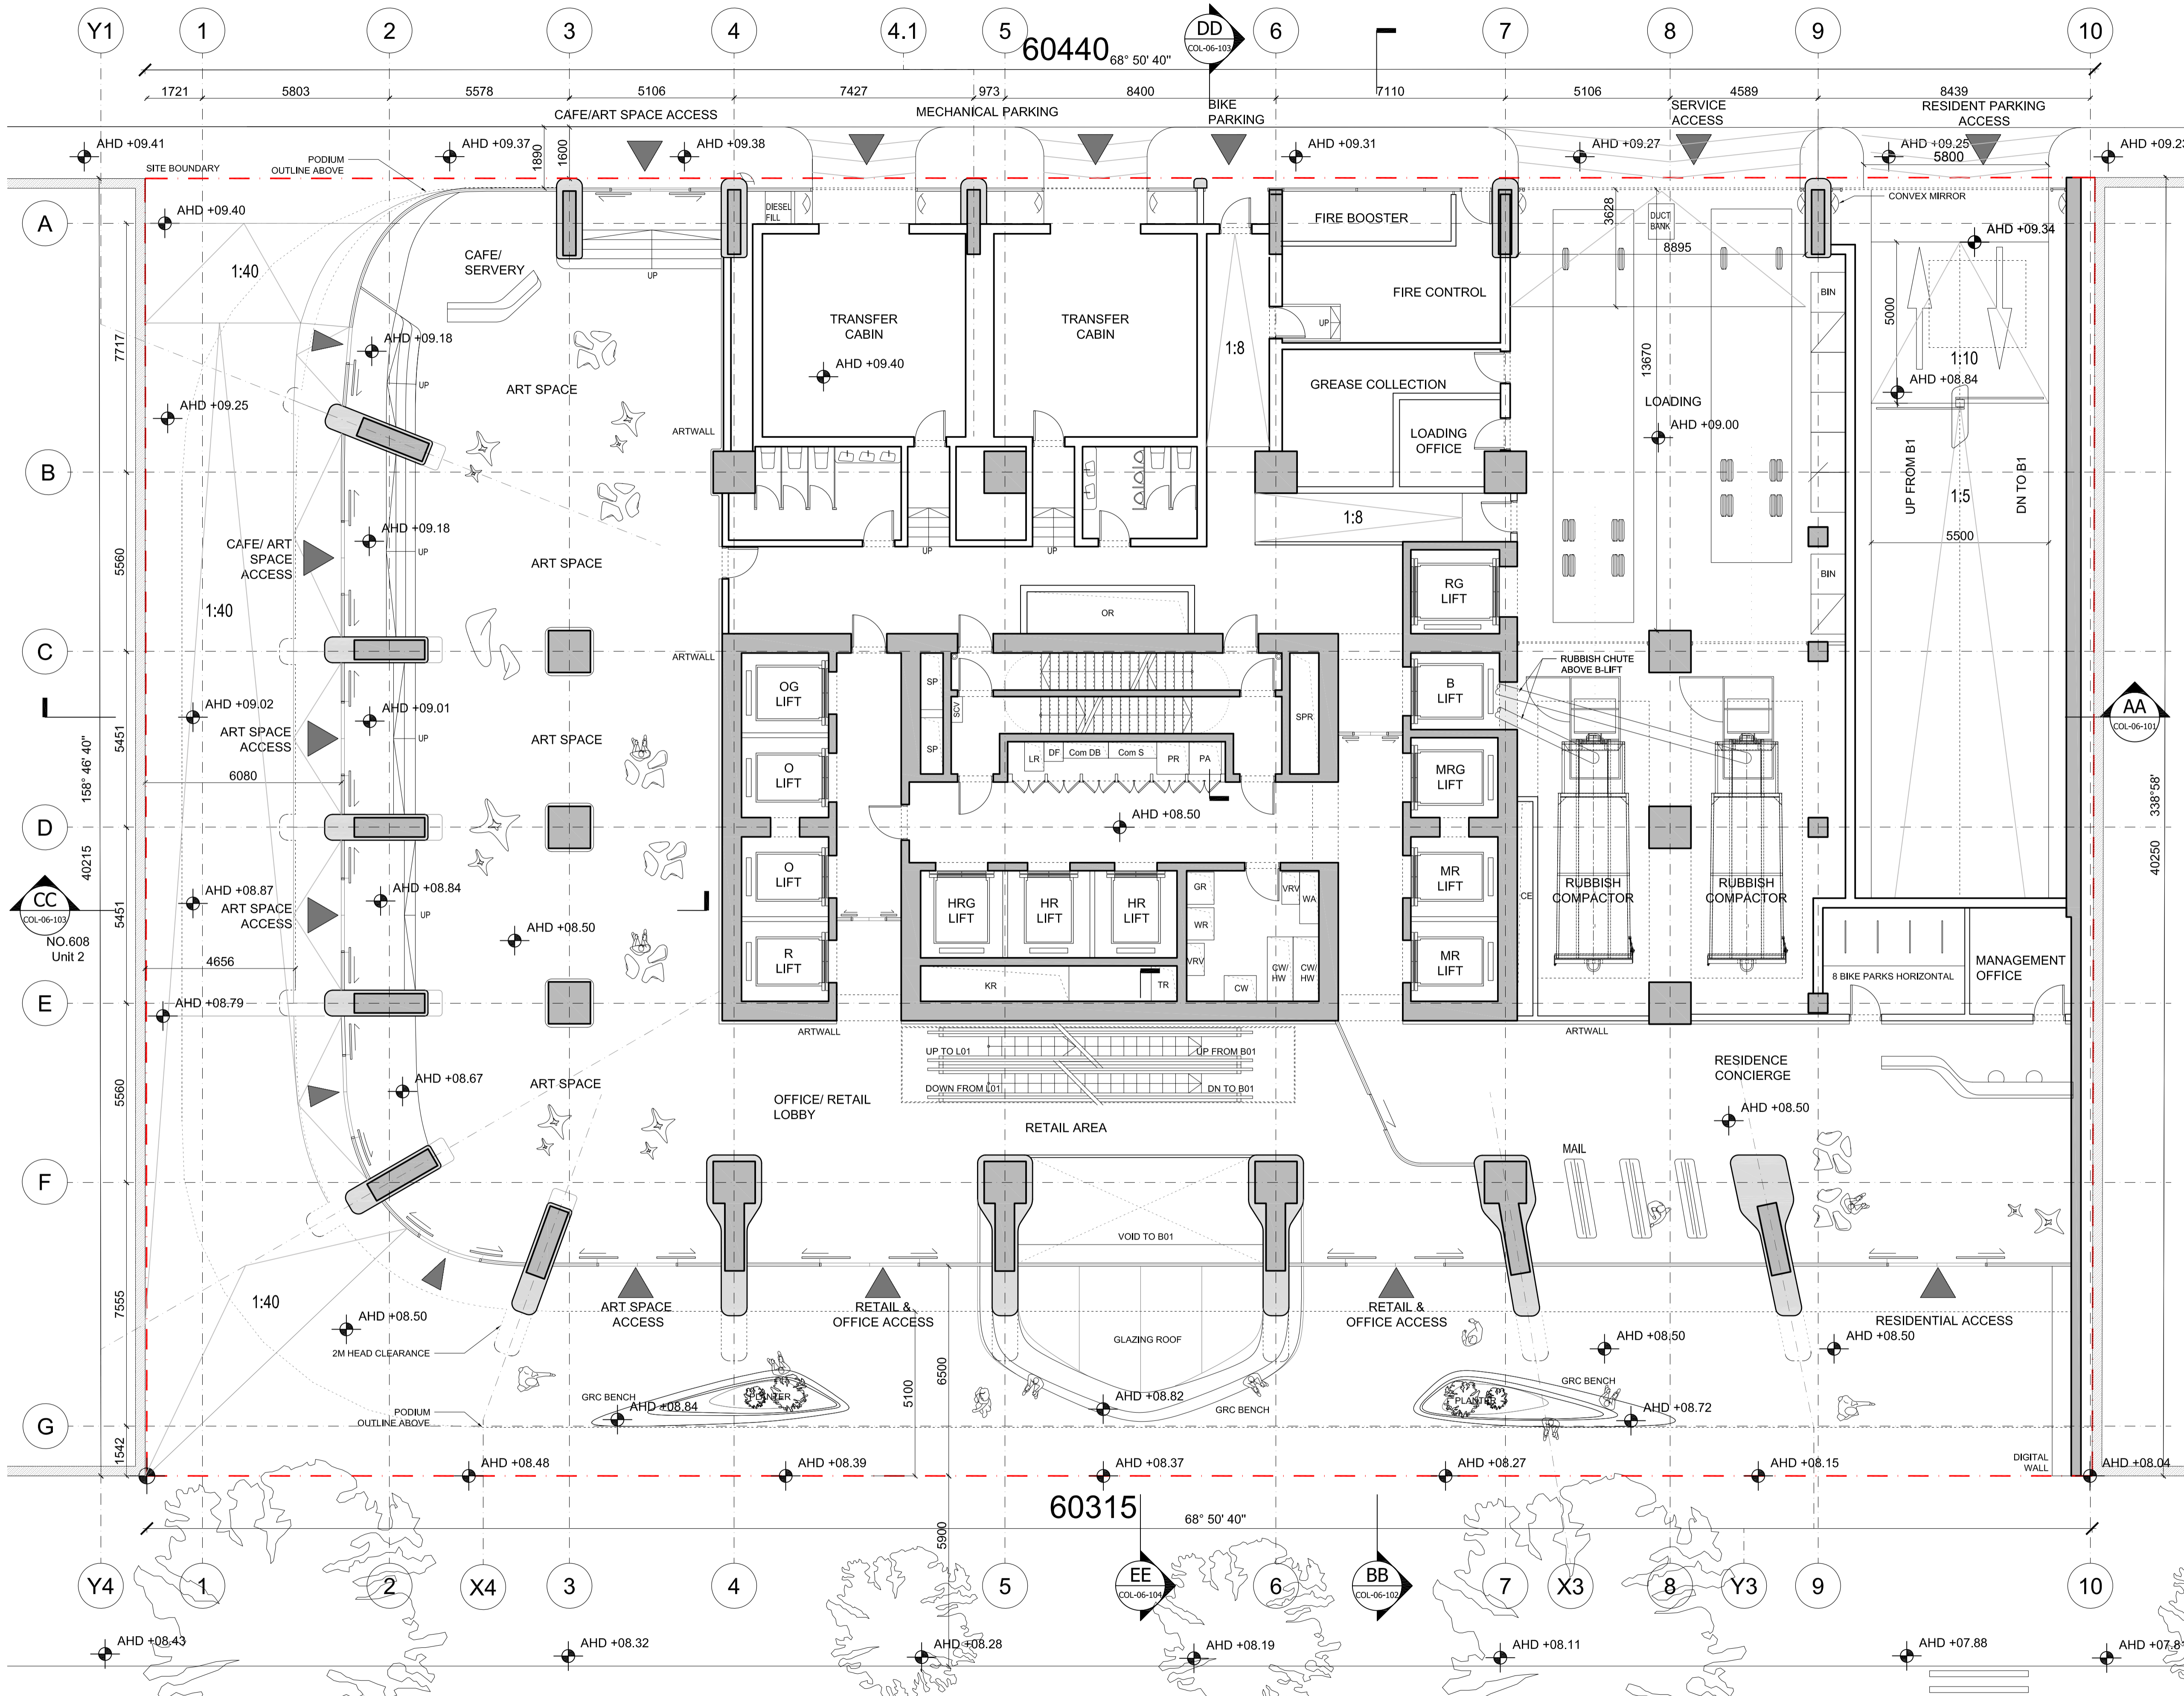 Y1
1
2
3
4
4.1
5
DD
COL-06-103
6
7
8
9
10
60440
68° 50' 40"
1721
5803
5578
5106
7427
973
8400
7110
5106
4589
8439
CAFE/ART SPACE ACCESS
MECHANICAL PARKING
BIKE
PARKING
SERVICE
ACCESS
RESIDENT PARKING
ACCESS
AHD +09.41
AHD +09.37
1890
1600
AHD +09.38
AHD +09.31
AHD +09.27
AHD +09.25
5800
SITE BOUNDARY
PODIUM
OUTLINE ABOVE
A
AHD +09.40
DIESEL
FILL
FIRE BOOSTER
3628
DUCT
BANK
8895
CONVEX MIRROR
AHD +09.34
1:40
CAFE/
SERVERY
UP
FIRE CONTROL
BIN
5000
TRANSFER
CABIN
TRANSFER
CABIN
UP
1:8
13670
1:10
7717
AHD +09.18
AHD +09.40
UP
ART SPACE
GREASE COLLECTION
AHD +08.84
LOADING
AHD +09.00
AHD +09.25
ARTWALL
LOADING
OFFICE
UP FROM B1
DN TO B1
B
1:5
1:8
AHD +09.18
UP
CAFE/ ART
SPACE
ACCESS
5560
ART SPACE
UP
UP
5500
BIN
RG
LIFT
1:40
OR
C
ARTWALL
RUBBISH CHUTE
ABOVE B-LIFT
OG
LIFT
SP
SCV
SP
SPR
B
LIFT
AHD +09.02
AHD +09.01
ART SPACE
ACCESS
UP
ART SPACE
AA
COL-06-101
5451
158° 46' 40"
6080
O
LIFT
LR
DF
Com DB
Com S
PR
PA
MRG
LIFT
338°58'
D
AHD +08.50
40215
40250
AHD +08.87
AHD +08.84
ART SPACE
ACCESS
UP
CC
COL-06-103
NO.608
Unit 2
5451
O
LIFT
HRG
LIFT
HR
LIFT
HR
LIFT
GR
WR
VRV
VRV
WA
MR
LIFT
CE
RUBBISH
COMPACTOR
RUBBISH
COMPACTOR
AHD +08.50
4656
R
LIFT
KR
TR
CW
CW/
HW
CW/
HW
MR
LIFT
8 BIKE PARKS HORIZONTAL
MANAGEMENT
OFFICE
E
AHD +08.79
ARTWALL
ARTWALL
UP TO L01
UP FROM B01
DOWN FROM L01
DN TO B01
5560
AHD +08.67
ART SPACE
OFFICE/ RETAIL
LOBBY
RETAIL AREA
RESIDENCE
CONCIERGE
AHD +08.50
MAIL
F
VOID TO B01
7555
1:40
AHD +08.50
2M HEAD CLEARANCE
ART SPACE
ACCESS
RETAIL &
OFFICE ACCESS
GLAZING ROOF
RETAIL &
OFFICE ACCESS
RESIDENTIAL ACCESS
AHD +08.50
AHD +08.50
6500
5100
GRC BENCH
PLANTER
AHD +08.84
AHD +08.82
GRC BENCH
GRC BENCH
PLANTER
AHD +08.72
PODIUM
OUTLINE ABOVE
G
1542
AHD +08.48
AHD +08.39
AHD +08.37
AHD +08.27
AHD +08.15
DIGITAL
WALL
AHD +08.04
60315
68° 50' 40"
5900
Y4
1
2
X4
3
4
5
EE
COL-06-104
6
BB
COL-06-102
7
X3
8
Y3
9
10
AHD +08.43
AHD +08.32
AHD +08.28
AHD +08.19
AHD +08.11
AHD +07.88